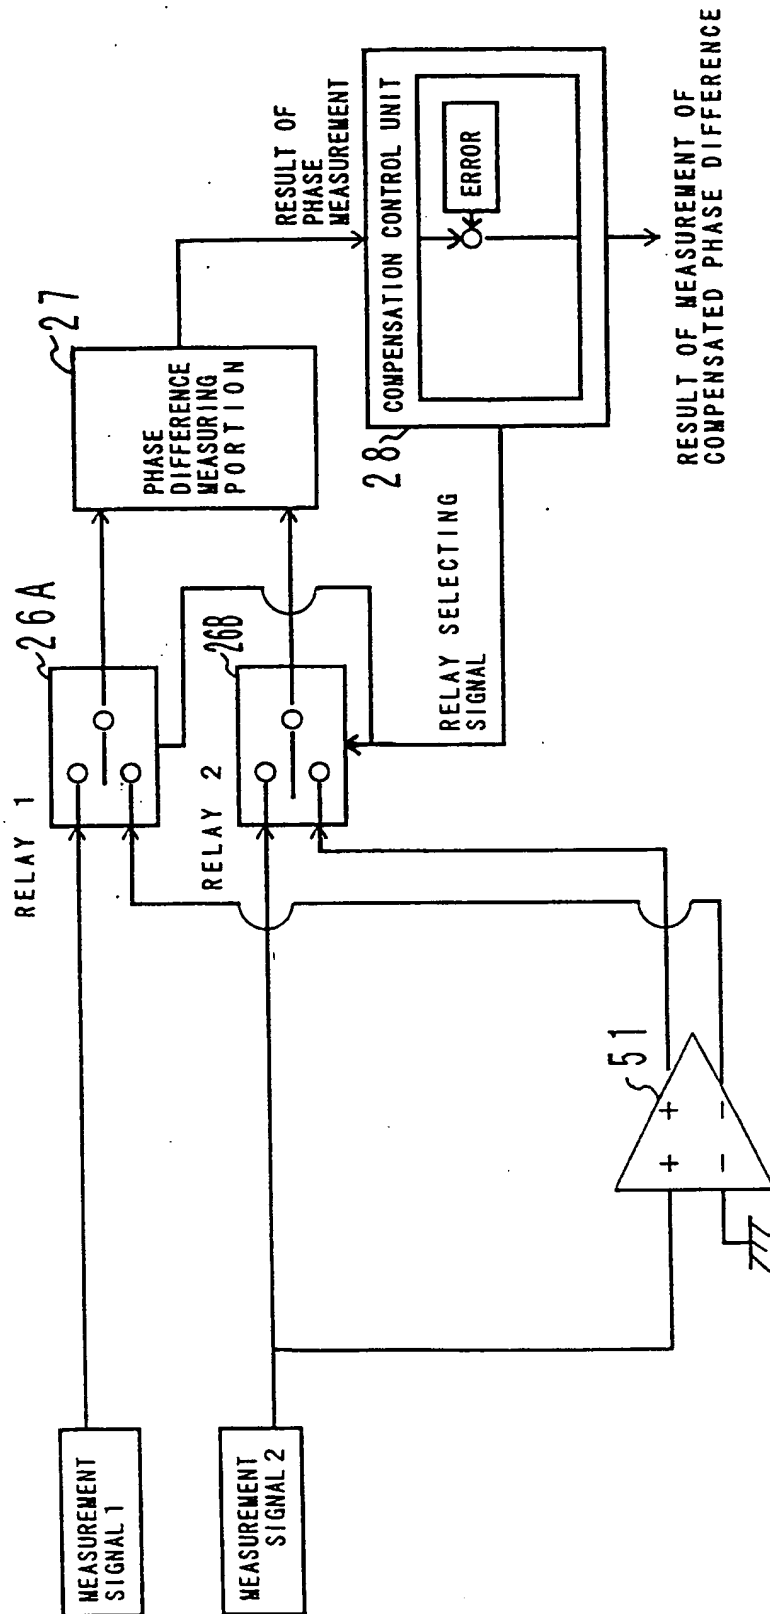 MEASUREMENT
SIGNAL 1
MEASUREMENT
SIGNAL 2
RELAY 1
26A
RELAY 2
26B
51
+ +
− −
27
PHASE
DIFFERENCE
MEASURING
PORTION
RESULT OF
PHASE
MEASUREMENT
RELAY SELECTING
SIGNAL
28
COMPENSATION CONTROL UNIT
ERROR
RESULT OF MEASUREMENT OF
COMPENSATED PHASE DIFFERENCE